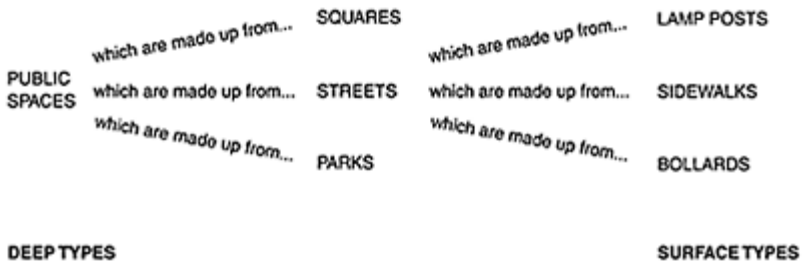 which are made up from... SQUARES which are made up from... LAMP POSTS
PUBLIC
SPACES which are made up from... STREETS which are made up from... SIDEWALKS
which are made up from... PARKS which are made up from... BOLLARDS
DEEP TYPES SURFACE TYPES